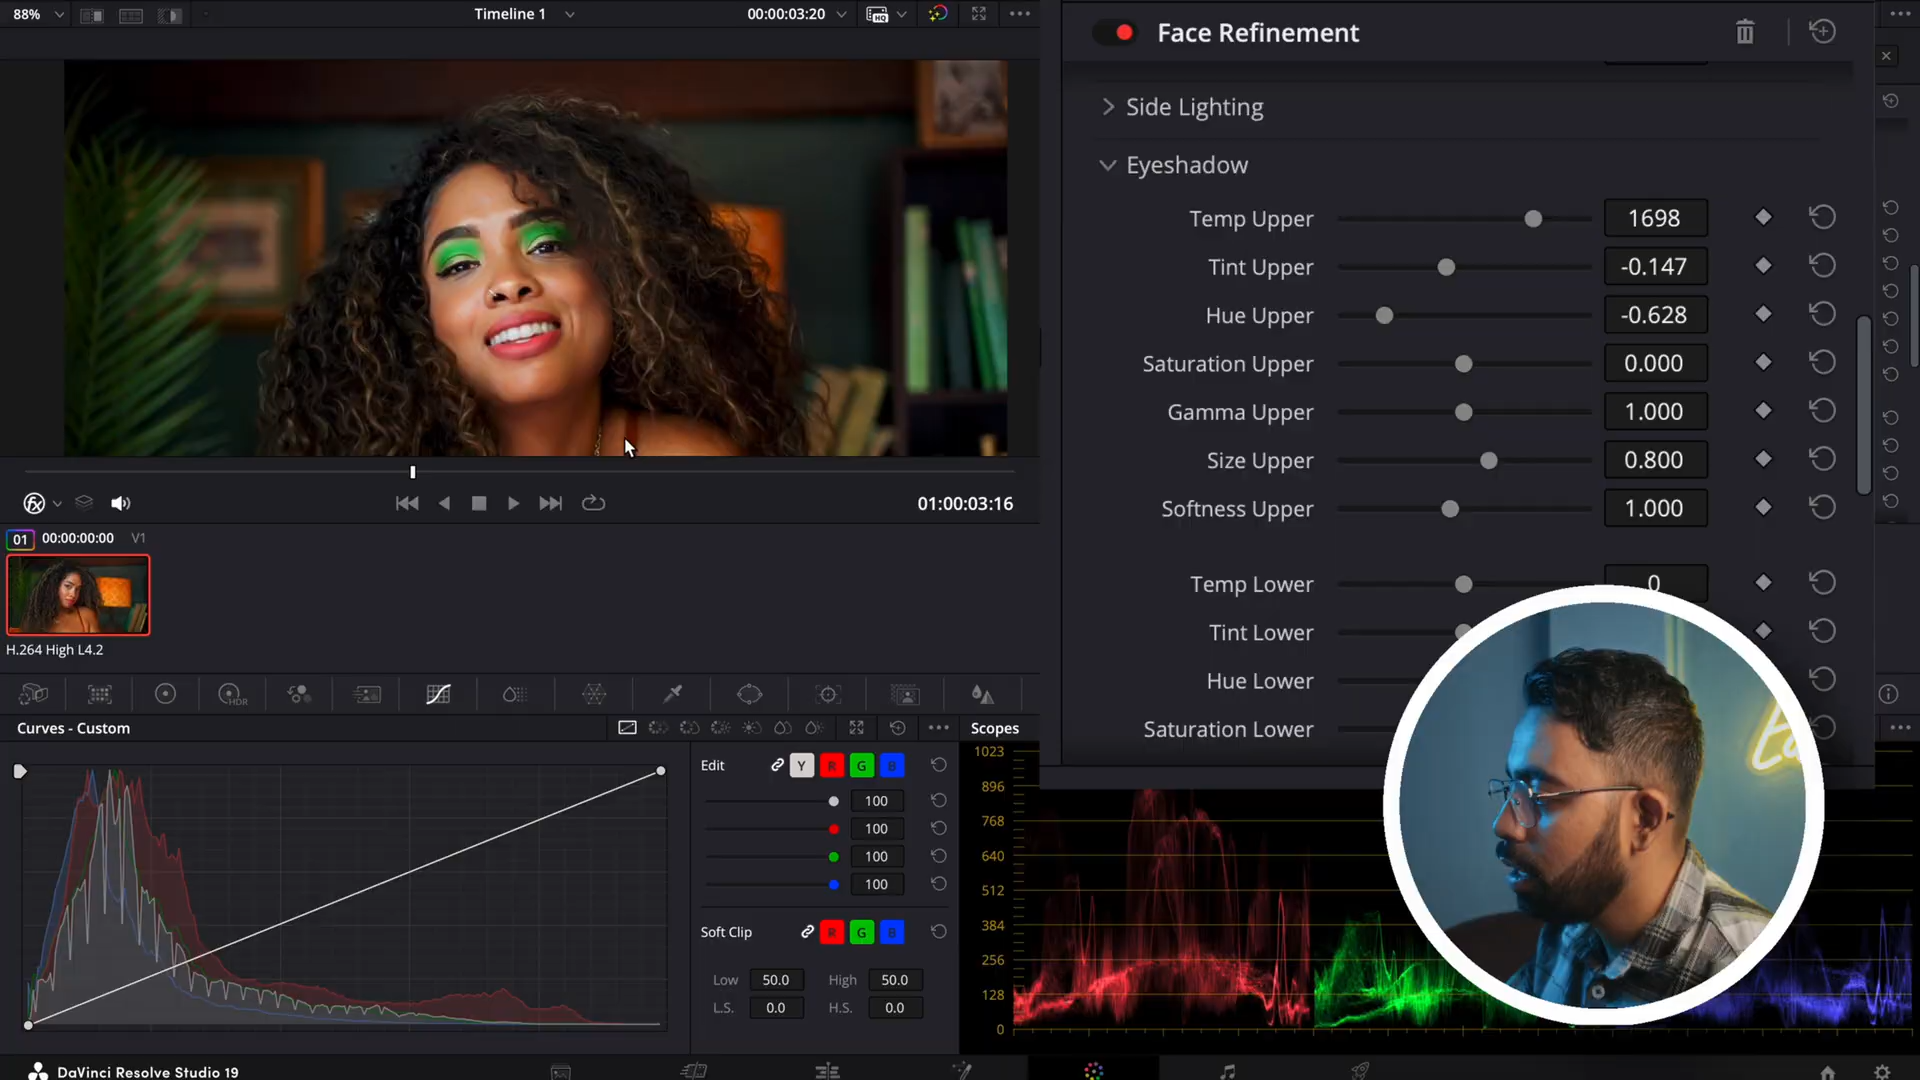 88%
Timeline 1
00:00:03:20
HQ
Face Refinement
Side Lighting
Eyeshadow
Temp Upper 1698
Tint Upper -0.147
Hue Upper -0.628
Saturation Upper 0.000
Gamma Upper 1.000
Size Upper 0.800
Softness Upper 1.000
Temp Lower 0
Tint Lower
Hue Lower
Saturation Lower
01:00:03:16
01 00:00:00:00 V1
H.264 High L4.2
HDR
Curves - Custom
Scopes
Edit Y R G B
100
100
100
100
Soft Clip R G B
Low 50.0 High 50.0
L.S. 0.0 H.S. 0.0
1023
896
768
640
512
384
256
128
0
DaVinci Resolve Studio 19